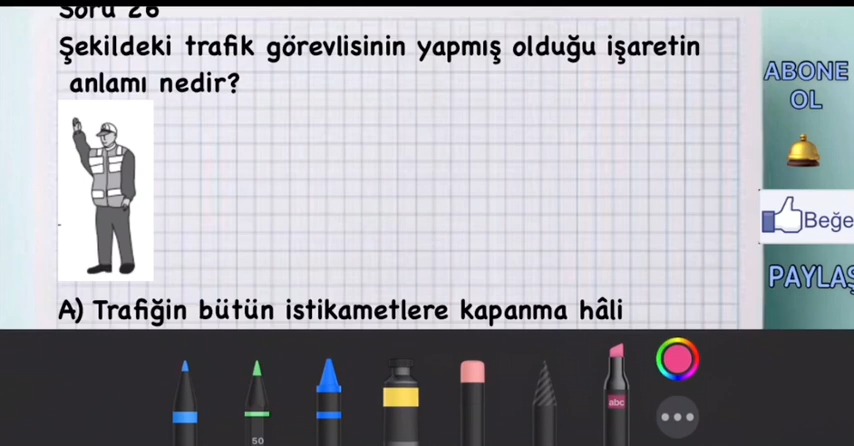 Soru 26
Şekildeki trafik görevlisinin yapmış olduğu işaretin
anlamı nedir?
A) Trafiğin bütün istikametlere kapanma hâli
ABONE
OL
Beğe
PAYLAŞ
abc
50